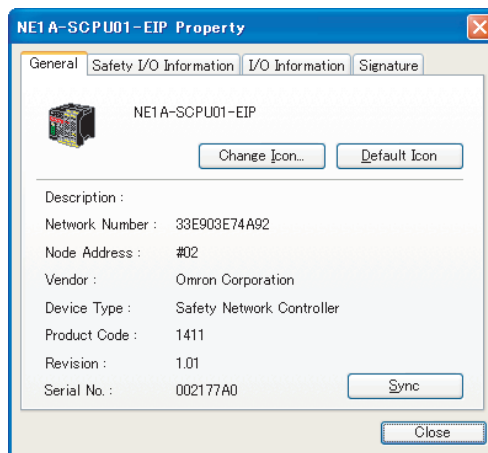 NE1A-SCPU01-EIP Property
General Safety I/O Information I/O Information Signature
NE1A-SCPU01-EIP
Change Icon... Default Icon
Description :
Network Number : 33E903E74A92
Node Address : #02
Vendor : Omron Corporation
Device Type : Safety Network Controller
Product Code : 1411
Revision : 1.01
Serial No. : 002177A0
Sync
Close